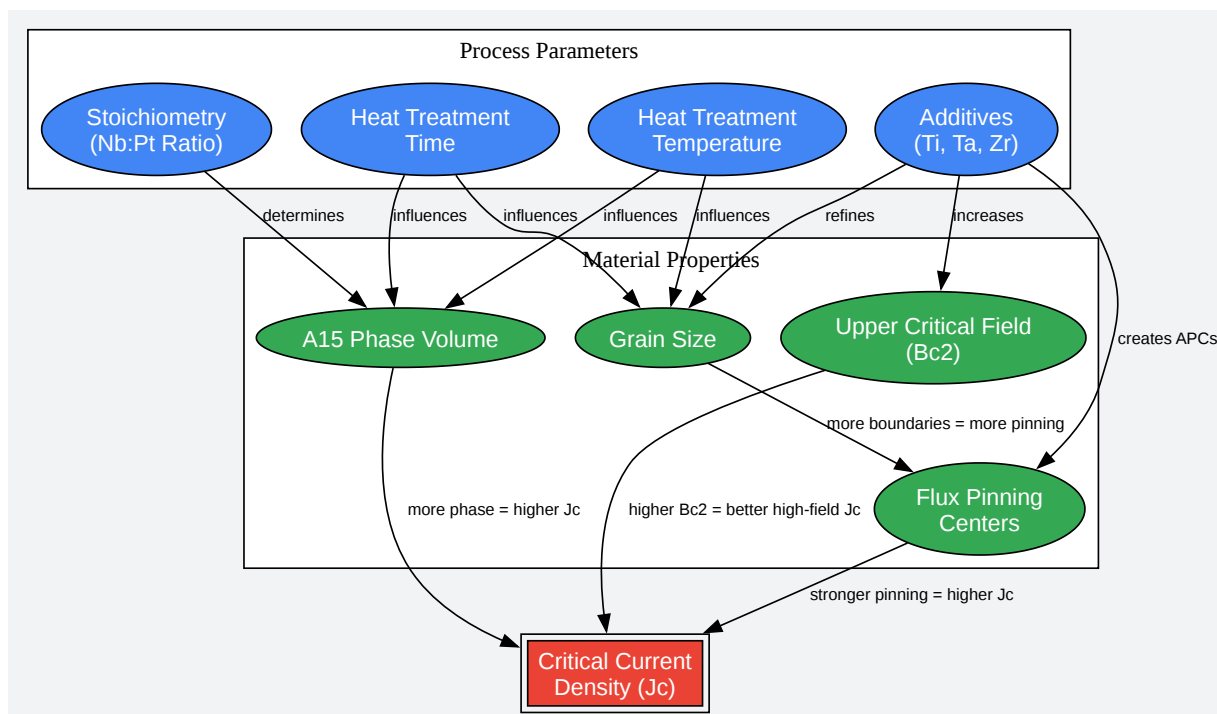 Process Parameters
Stoichiometry
(Nb:Pt Ratio)
Heat Treatment
Time
Heat Treatment
Temperature
Additives
(Ti, Ta, Zr)
determines
influences
influences
influences
influences
refines
increases
Material Properties
A15 Phase Volume
Grain Size
Upper Critical Field
(Bc2)
creates APCs
more boundaries = more pinning
Flux Pinning
Centers
more phase = higher Jc
higher Bc2 = better high-field Jc
stronger pinning = higher Jc
Critical Current
Density (Jc)